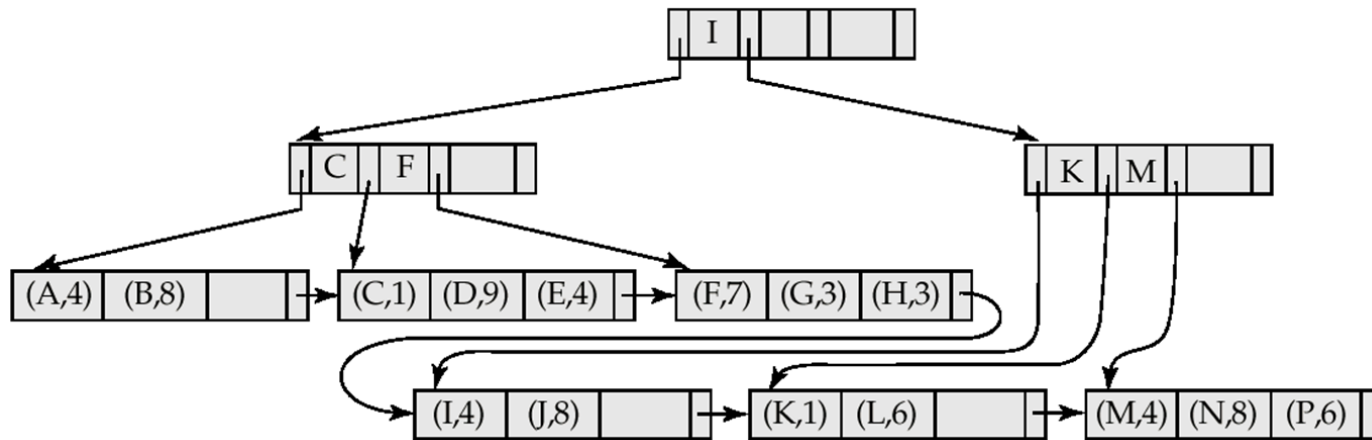 I
C F K M
(A,4) (B,8) (C,1) (D,9) (E,4) (F,7) (G,3) (H,3)
(I,4) (J,8) (K,1) (L,6) (M,4) (N,8) (P,6)